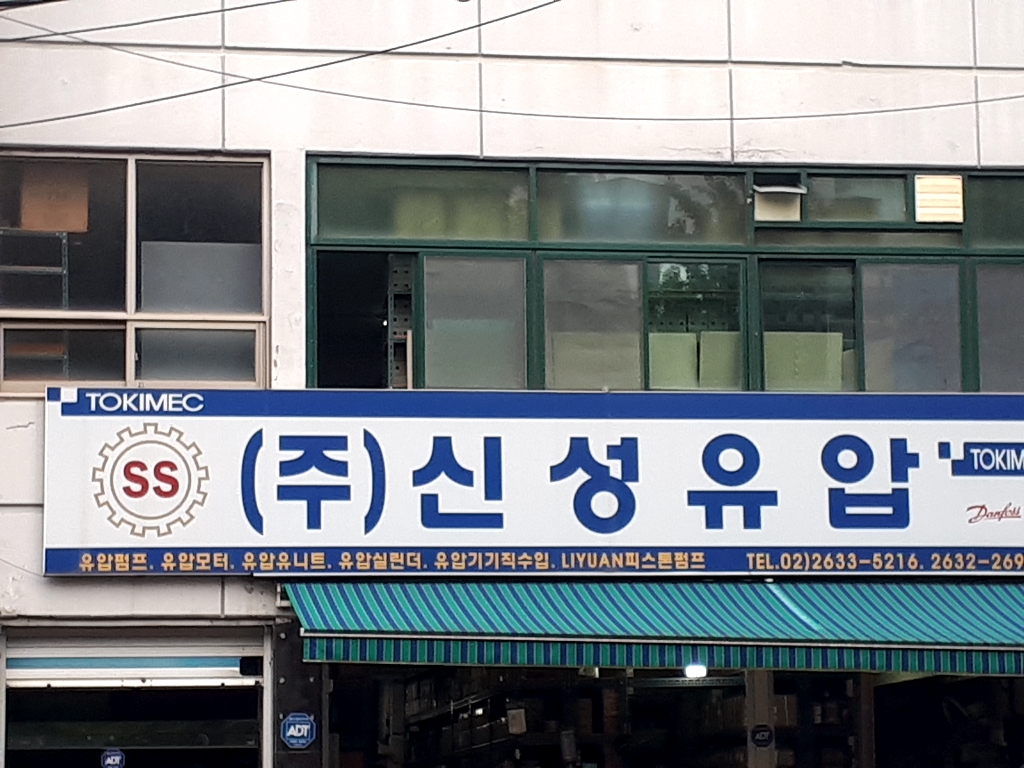 TOKIMEC
SS
(주)신성유압
TOKIM
Danfoss
유압펌프. 유압모터. 유압유니트. 유압실린더. 유압기기직수입. LIYUAN피스톤펌프
TEL.02)2633-5216. 2632-269
ADT
ADT
ADT